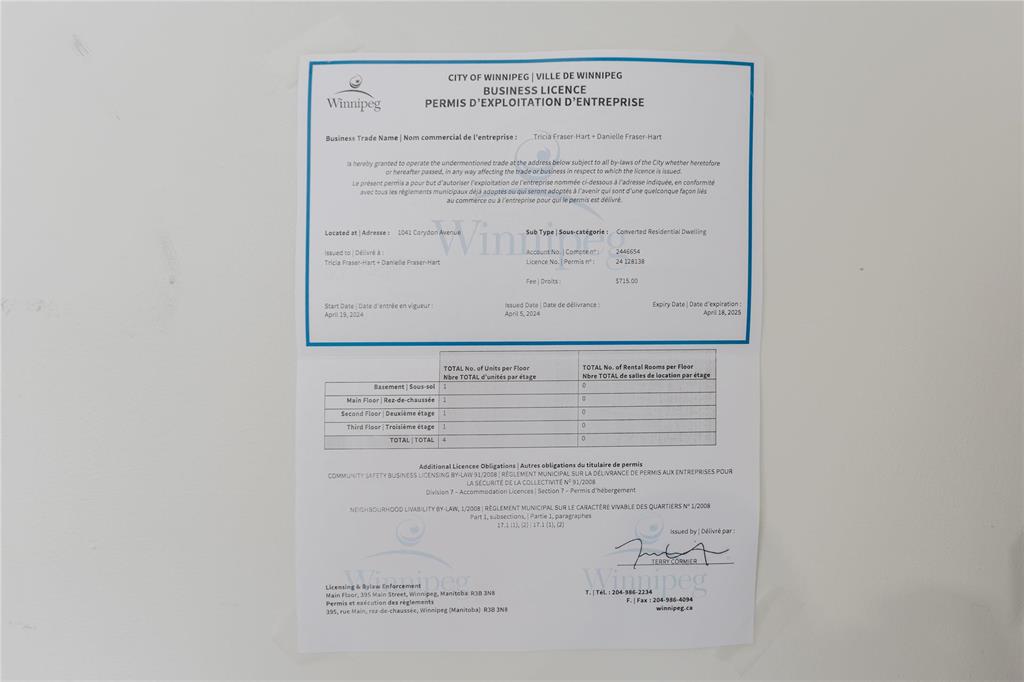 Winnipeg
CITY OF WINNIPEG | VILLE DE WINNIPEG
BUSINESS LICENCE
PERMIS D'EXPLOITATION D'ENTREPRISE
Business Trade Name | Nom commercial de l'entreprise : Tricia Fraser-Hart + Danielle Fraser-Hart
Is hereby granted to operate the undermentioned trade at the address below subject to all by-laws of the City whether heretofore
or hereafter passed, in any way affecting the trade or business in respect to which the licence is issued.
Le présent permis a pour but d'autoriser l'exploitation de l'entreprise nommée ci-dessous à l'adresse indiquée, en conformité
avec tous les règlements municipaux déjà adoptés ou qui seront adoptés à l'avenir qui sont d'une quelconque façon liés
au commerce ou à l'entreprise pour qui le permis est délivré.
Winnipeg
Located at | Adresse : 1041 Corydon Avenue Sub Type | Sous-catégorie : Converted Residential Dwelling
Issued to | Délivré à : Account No. | Compte nº : 2446654
Tricia Fraser-Hart + Danielle Fraser-Hart Licence No. | Permis nº : 24 128138
Fee | Droits : $715.00
Start Date | Date d'entrée en vigueur : Issued Date | Date de délivrance : Expiry Date | Date d'expiration :
April 19, 2024 April 5, 2024 April 18, 2025
TOTAL No. of Units per Floor TOTAL No. of Rental Rooms per Floor
Nbre TOTAL d'unités par étage Nbre TOTAL de salles de location par étage
Basement | Sous-sol 1 0
Main Floor | Rez-de-chaussée 1 0
Second Floor | Deuxième étage 1 0
Third Floor | Troisième étage 1 0
TOTAL | TOTAL 4 0
Additional Licencee Obligations | Autres obligations du titulaire de permis
COMMUNITY SAFETY BUSINESS LICENSING BY-LAW 91/2008 | RÈGLEMENT MUNICIPAL SUR LA DÉLIVRANCE DE PERMIS AUX ENTREPRISES POUR
LA SÉCURITÉ DE LA COLLECTIVITÉ Nº 91/2008
Division 7 – Accommodation Licences | Section 7 – Permis d'hébergement
NEIGHBOURHOOD LIVABILITY BY-LAW, 1/2008 | RÈGLEMENT MUNICIPAL SUR LE CARACTÈRE VIVABLE DES QUARTIERS Nº 1/2008
Part 1, subsections, | Partie 1, paragraphes
17.1 (1), (2) | 17.1 (1), (2)
Issued by | Délivré par :
TERRY CORMIER
Winnipeg
Winnipeg
Licensing & Bylaw Enforcement
Main Floor, 395 Main Street, Winnipeg, Manitoba R3B 3N8
Permis et exécution des règlements
395, rue Main, rez-de-chaussée, Winnipeg (Manitoba) R3B 3N8
T. | Tél. : 204-986-2234
F. | Fax : 204-986-4094
winnipeg.ca